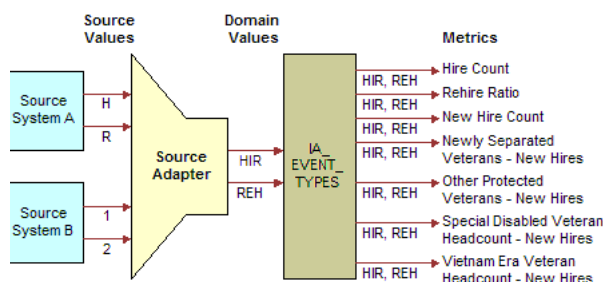 Source
Values
Domain
Values
Metrics
Source
System A
H
R
Source
System B
1
2
Source
Adapter
HIR
REH
IA_
EVENT_
TYPES
HIR, REH
Hire Count
HIR, REH
Rehire Ratio
HIR, REH
New Hire Count
HIR, REH
Newly Separated
Veterans - New Hires
HIR, REH
Other Protected
Veterans - New Hires
HIR, REH
Special Disabled Veteran
Headcount - New Hires
HIR, REH
Vietnam Era Veteran
Headcount - New Hires